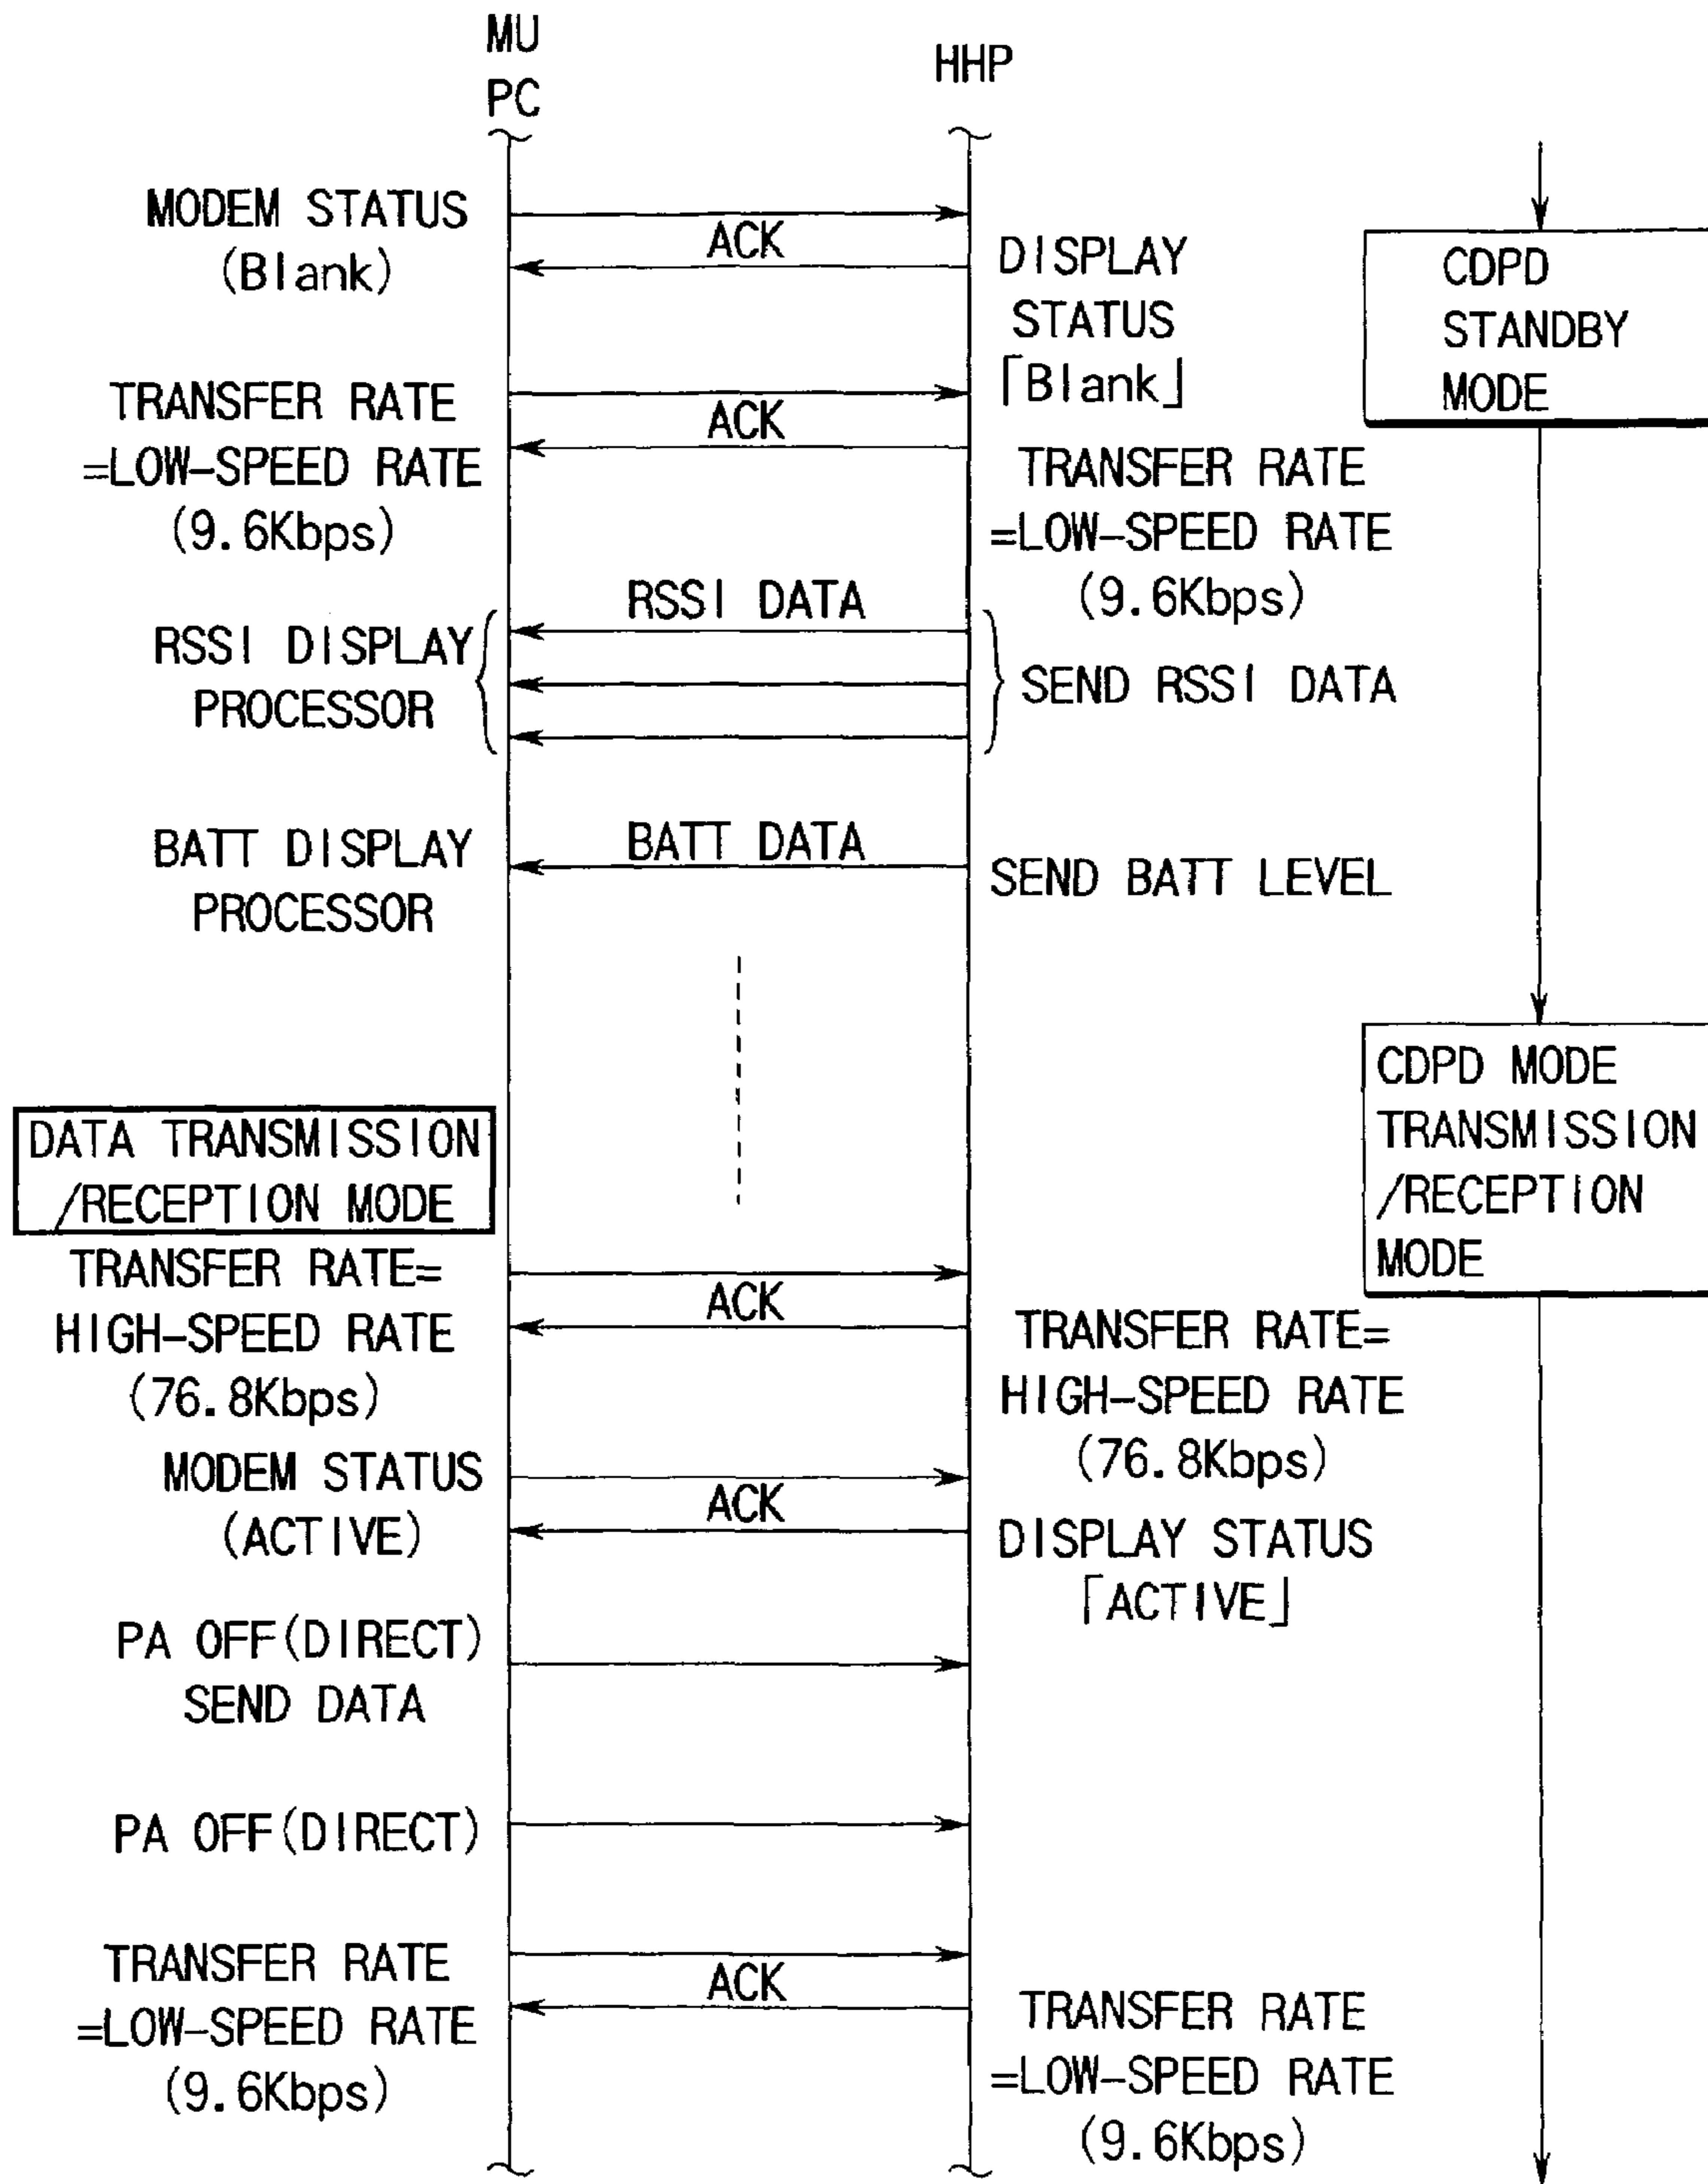 MU
PC
HHP
MODEM STATUS
(Blank)
ACK
DISPLAY
STATUS
「Blank」
CDPD
STANDBY
MODE
TRANSFER RATE
=LOW-SPEED RATE
(9.6Kbps)
ACK
TRANSFER RATE
=LOW-SPEED RATE
(9.6Kbps)
RSSI DATA
RSSI DISPLAY
PROCESSOR
SEND RSSI DATA
BATT DISPLAY
PROCESSOR
BATT DATA
SEND BATT LEVEL
CDPD MODE
TRANSMISSION
/RECEPTION
MODE
DATA TRANSMISSION
/RECEPTION MODE
TRANSFER RATE=
HIGH-SPEED RATE
(76.8Kbps)
ACK
TRANSFER RATE=
HIGH-SPEED RATE
(76.8Kbps)
MODEM STATUS
(ACTIVE)
ACK
DISPLAY STATUS
「ACTIVE」
PA OFF(DIRECT)
SEND DATA
PA OFF(DIRECT)
TRANSFER RATE
=LOW-SPEED RATE
(9.6Kbps)
ACK
TRANSFER RATE
=LOW-SPEED RATE
(9.6Kbps)